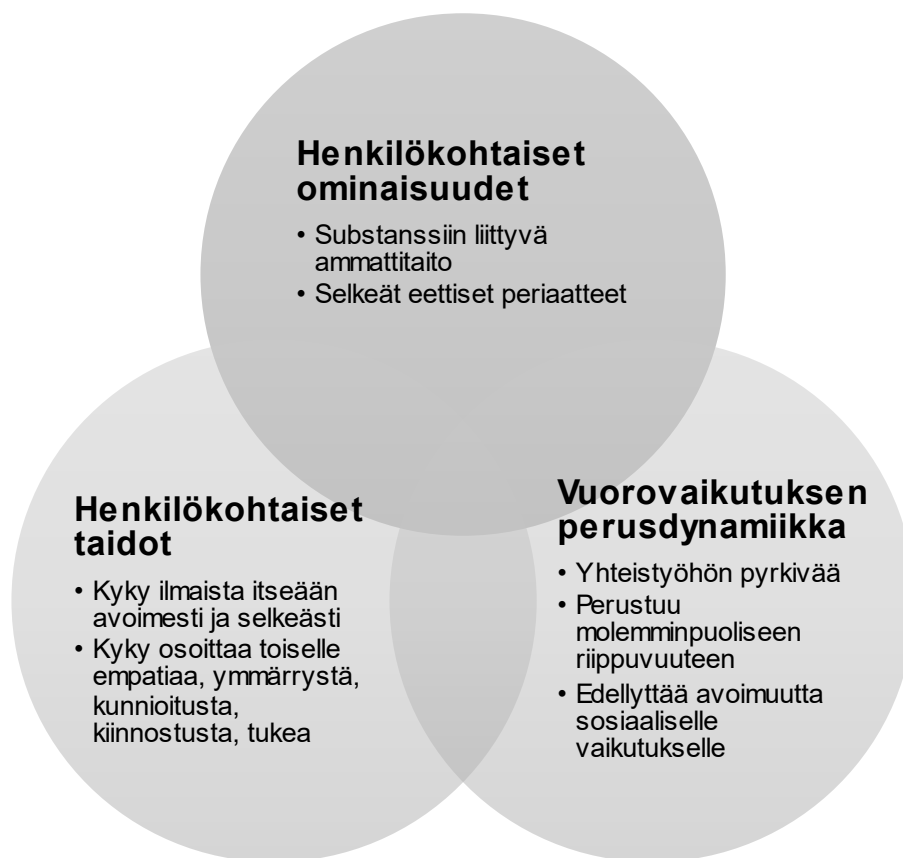 Henkilökohtaiset
ominaisuudet
• Substanssiin liittyvä
ammattitaito
• Selkeät eettiset periaatteet
Henkilökohtaiset
taidot
• Kyky ilmaista itseään
avoimesti ja selkeästi
• Kyky osoittaa toiselle
empatiaa, ymmärrystä,
kunnioitusta,
kiinnostusta, tukea
Vuorovaikutuksen
perusdynamiikka
• Yhteistyöhön pyrkivää
• Perustuu
molemminpuoliseen
riippuvuuteen
• Edellyttää avoimuutta
sosiaaliselle
vaikutukselle